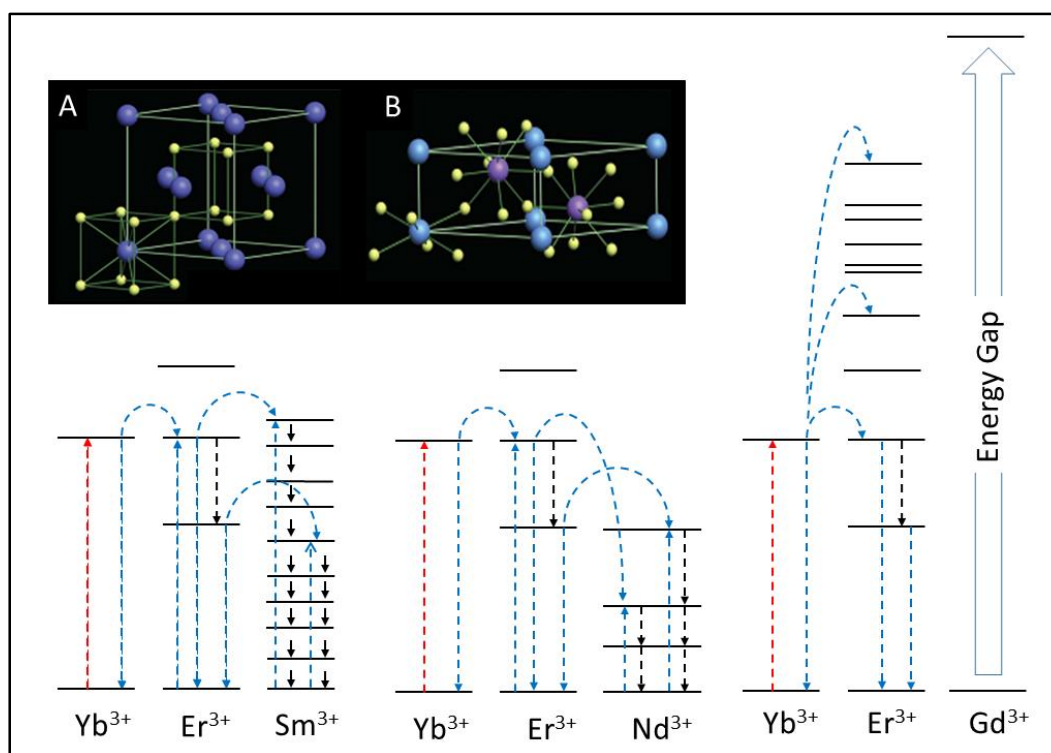 A
B
Energy Gap
Yb³⁺ Er³⁺ Sm³⁺ Yb³⁺ Er³⁺ Nd³⁺ Yb³⁺ Er³⁺ Gd³⁺